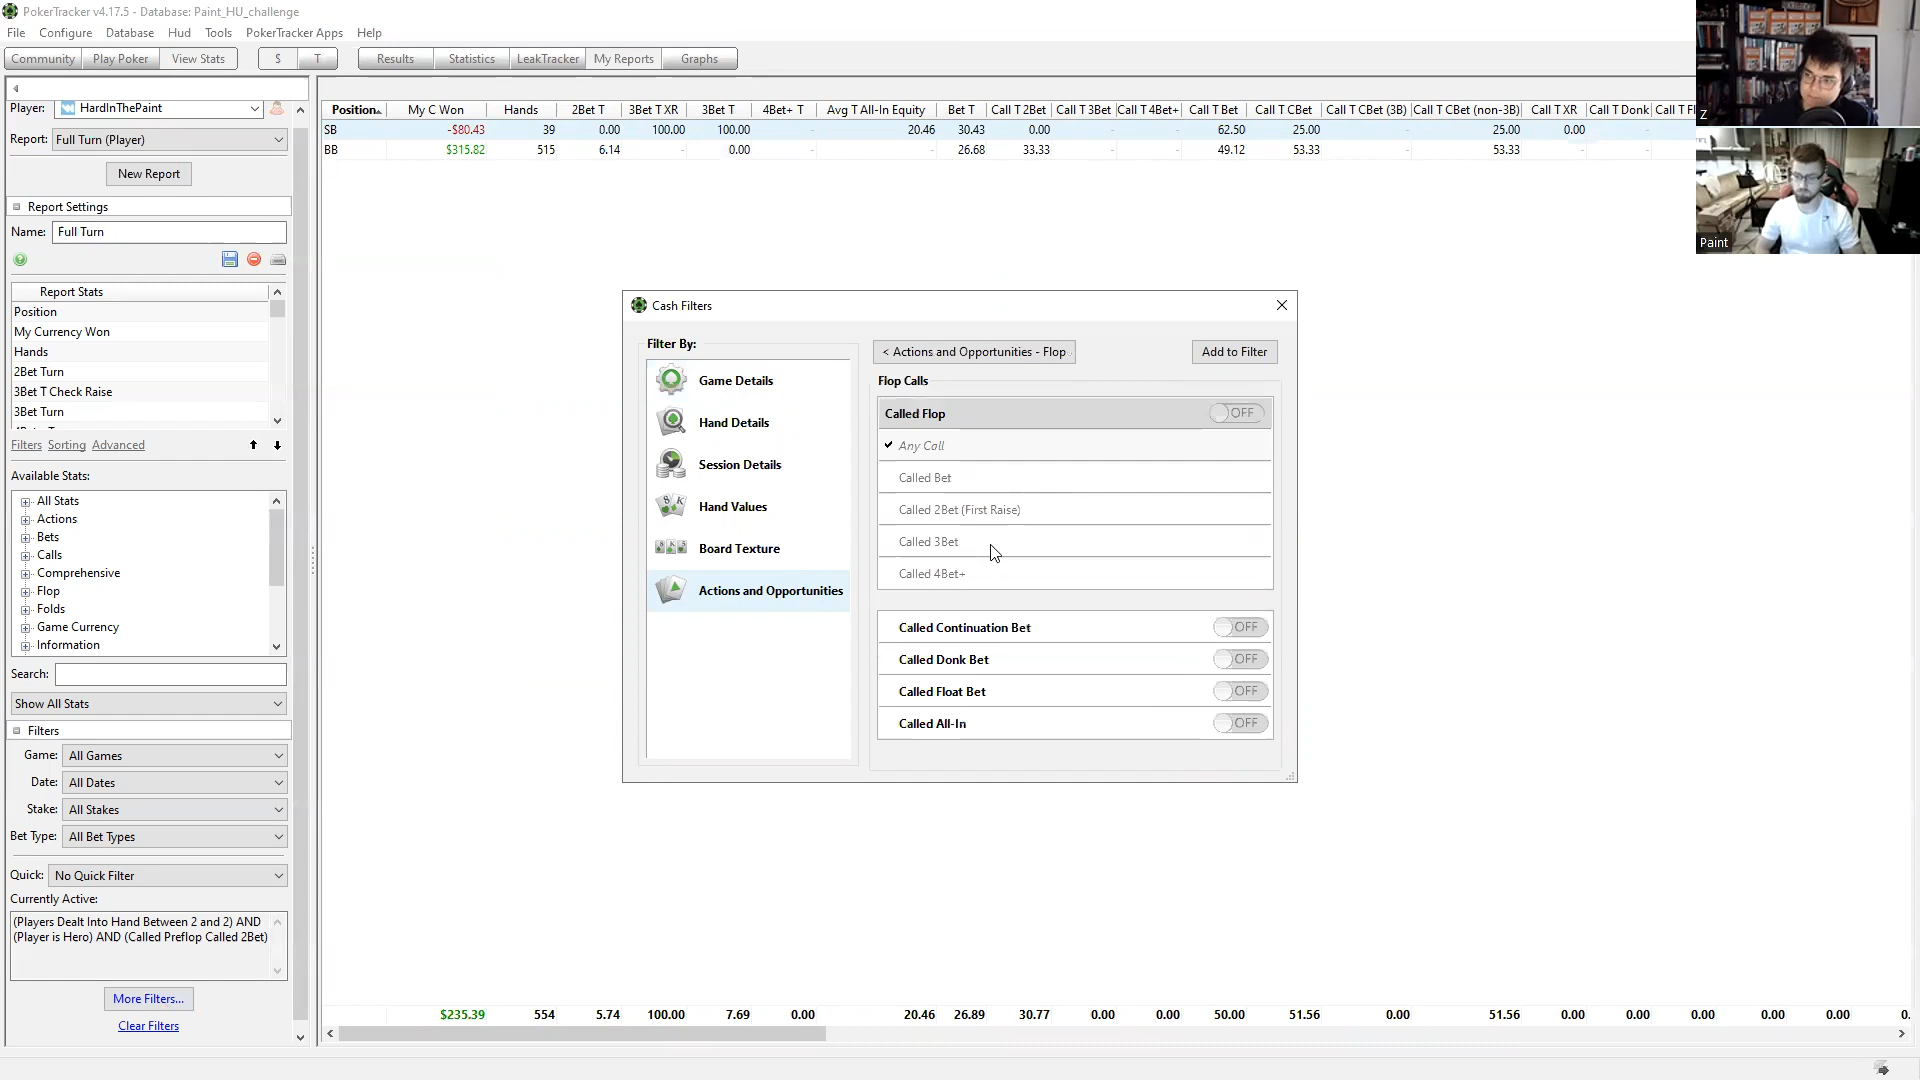 PokerTracker v4.17.5 - Database: Paint_HU_challenge
File Configure Database Hud Tools PokerTracker Apps Help
Community Play Poker View Stats $ T Results Statistics LeakTracker My Reports Graphs
Player: HardInThePaint
Report: Full Turn (Player)
New Report
Report Settings
Name: Full Turn
Report Stats
Position
My Currency Won
Hands
2Bet Turn
3Bet T Check Raise
3Bet Turn
Filters Sorting Advanced
Available Stats:
All Stats
Actions
Bets
Calls
Comprehensive
Flop
Folds
Game Currency
Information
Search:
Show All Stats
Filters
Game: All Games
Date: All Dates
Stake: All Stakes
Bet Type: All Bet Types
Quick: No Quick Filter
Currently Active:
(Players Dealt Into Hand Between 2 and 2) AND
(Player is Hero) AND (Called Preflop Called 2Bet)
More Filters...
Clear Filters
Position My C Won Hands 2Bet T 3Bet T XR 3Bet T 4Bet+ T Avg T All-In Equity Bet T Call T 2Bet Call T 3Bet Call T 4Bet+ Call T Bet Call T CBet Call T CBet (3B) Call T CBet (non-3B) Call T XR Call T Donk Call T Fl
SB -$80.43 39 0.00 100.00 100.00 - 20.46 30.43 0.00 - - 62.50 25.00 - 25.00 0.00 -
BB $315.82 515 6.14 - 0.00 - - 26.68 33.33 - - 49.12 53.33 - 53.33 - -
Cash Filters
Filter By:
Game Details
Hand Details
Session Details
Hand Values
Board Texture
Actions and Opportunities
< Actions and Opportunities - Flop Add to Filter
Flop Calls
Called Flop OFF
Any Call
Called Bet
Called 2Bet (First Raise)
Called 3Bet
Called 4Bet+
Called Continuation Bet OFF
Called Donk Bet OFF
Called Float Bet OFF
Called All-In OFF
$235.39 554 5.74 100.00 7.69 0.00 20.46 26.89 30.77 0.00 0.00 50.00 51.56 0.00 51.56 0.00 0.00 0.00 0.00 0.00 0.
Z
Paint